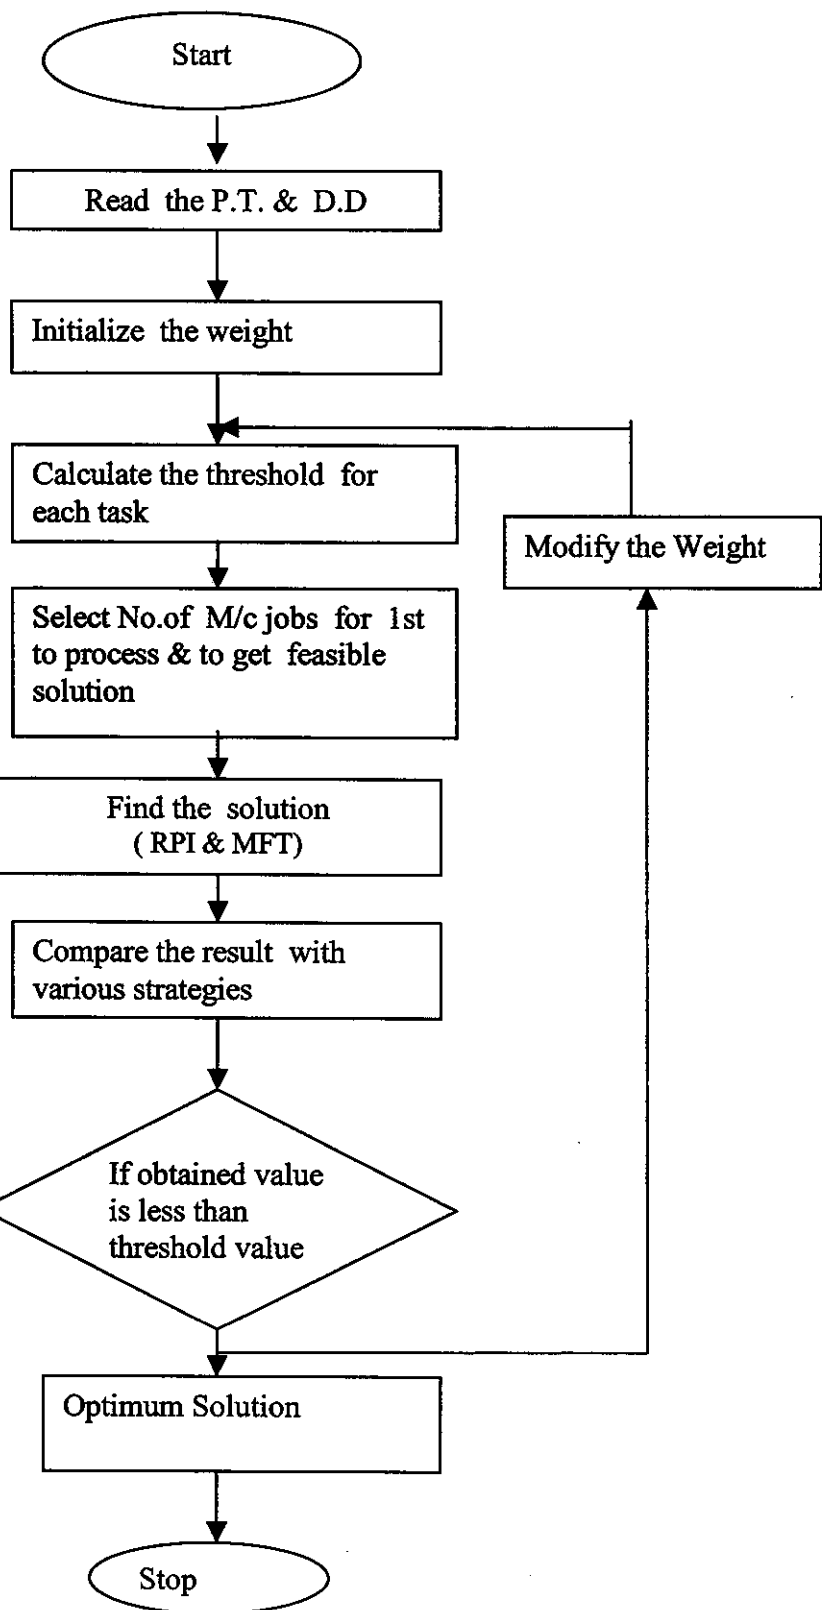 Start
Read the P.T. & D.D
Initialize the weight
Calculate the threshold for
each task
Modify the Weight
Select No.of M/c jobs for 1st
to process & to get feasible
solution
Find the solution
( RPI & MFT)
Compare the result with
various strategies
If obtained value
is less than
threshold value
Optimum Solution
Stop